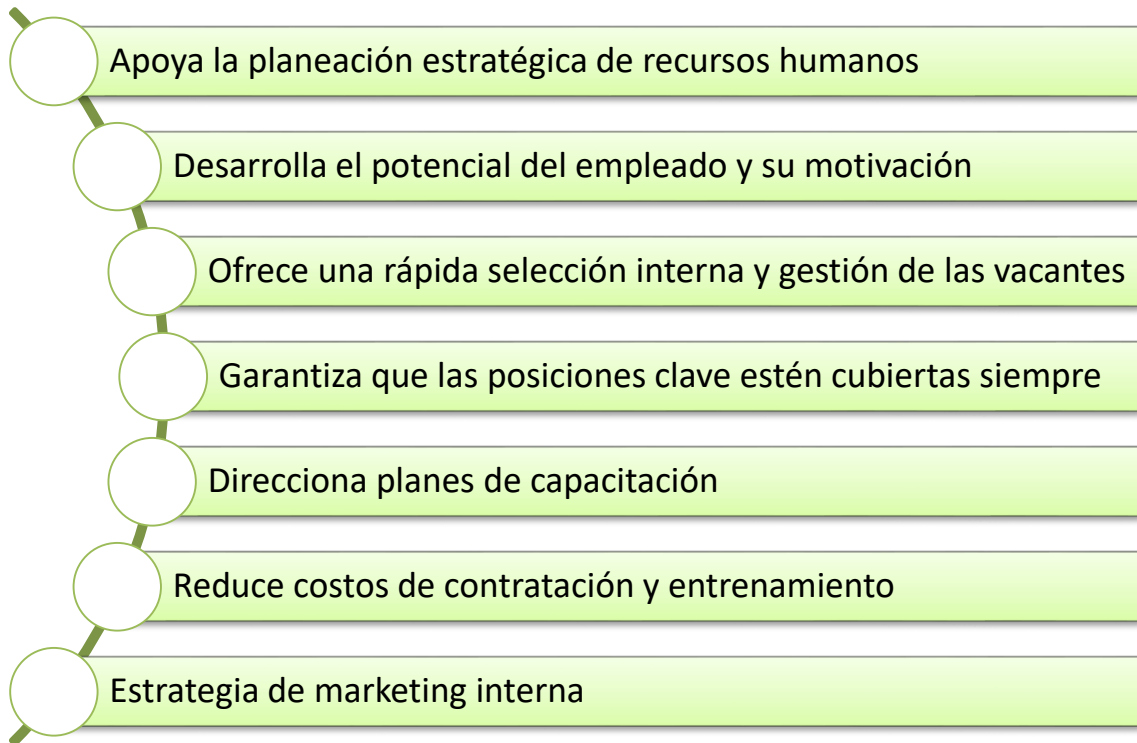 Apoya la planeación estratégica de recursos humanos
Desarrolla el potencial del empleado y su motivación
Ofrece una rápida selección interna y gestión de las vacantes
Garantiza que las posiciones clave estén cubiertas siempre
Direcciona planes de capacitación
Reduce costos de contratación y entrenamiento
Estrategia de marketing interna